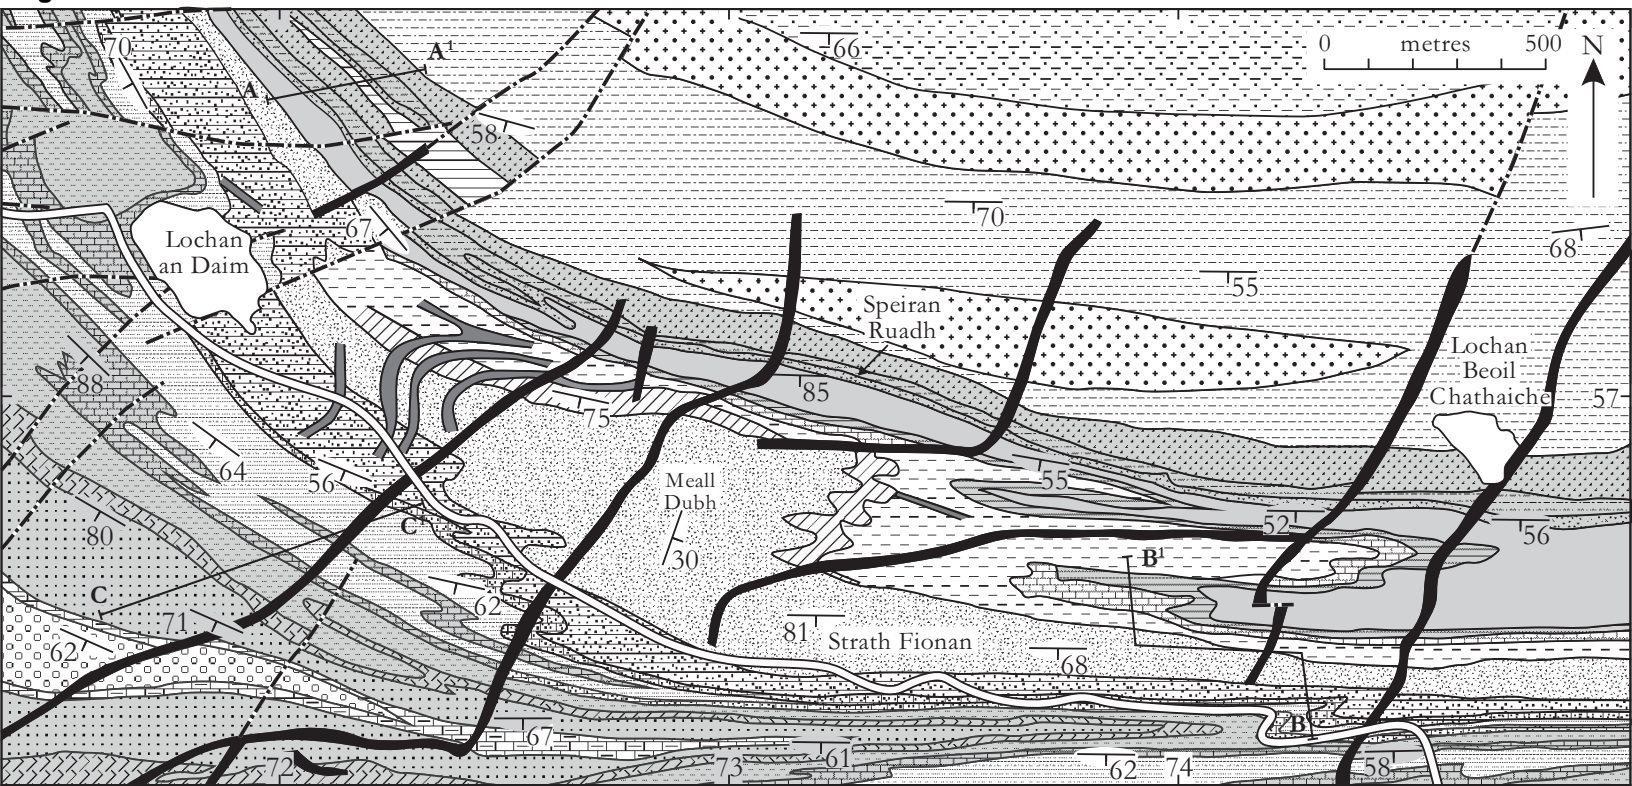 70
A
A¹
66
0 metres 500 N
58
67
Lochan
an Daim
70
55
68
Speiran
Ruadh
85
88
75
Lochan
Beoil
Chathaiche
57
64
56
Meall
Dubh
55
52
56
80
C¹
30
B¹
C
71
62
62
81
Strath Fionan
68
67
B
72
73
61
62
74
58